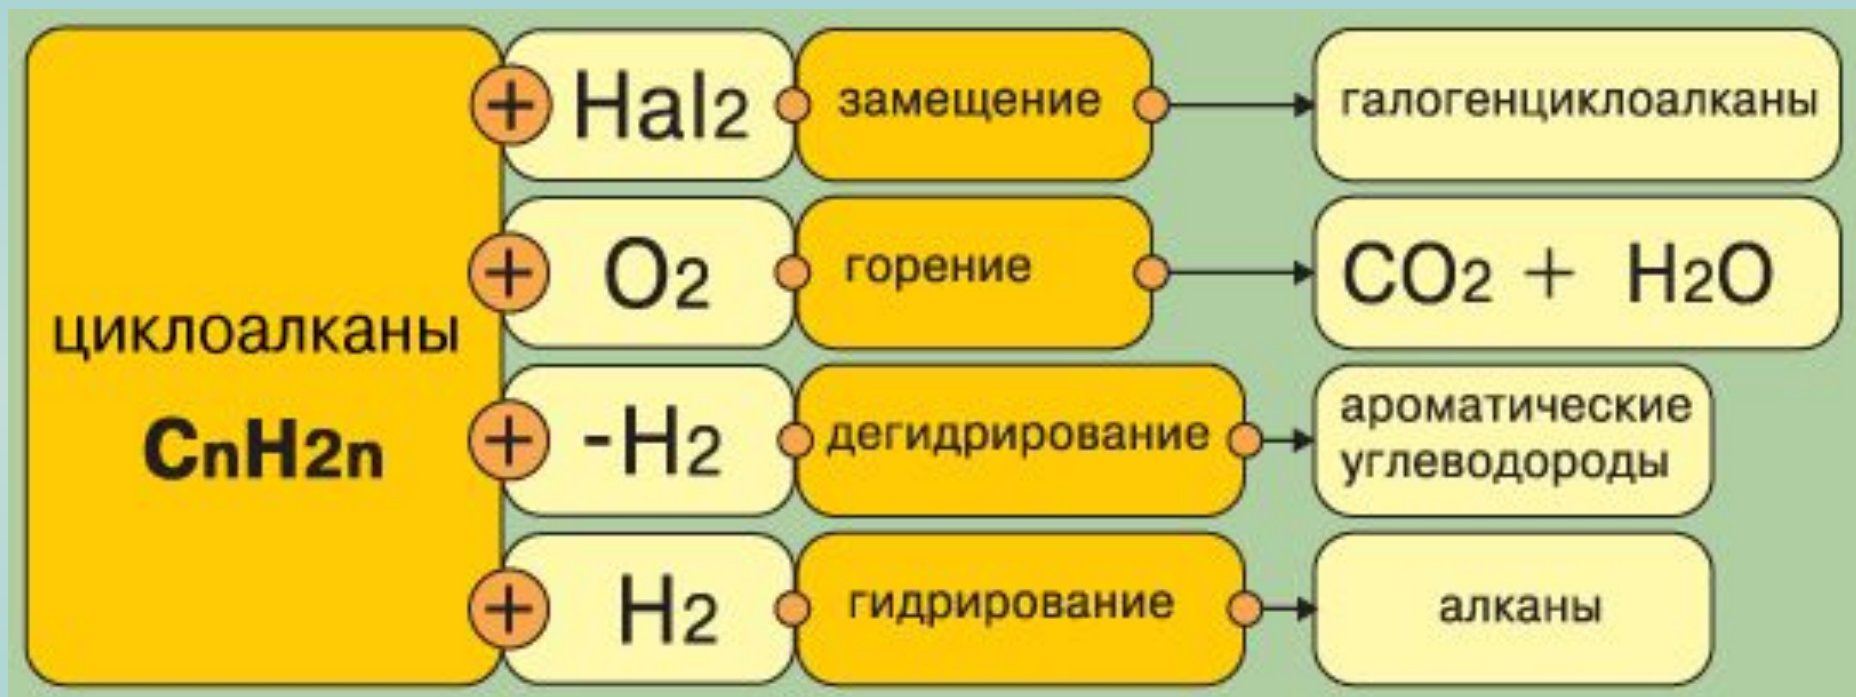 циклоалканы
CnH2n
+ Hal2 замещение галогенциклоалканы
+ O2 горение CO2 + H2O
+ -H2 дегидрирование ароматические
углеводороды
+ H2 гидрирование алканы